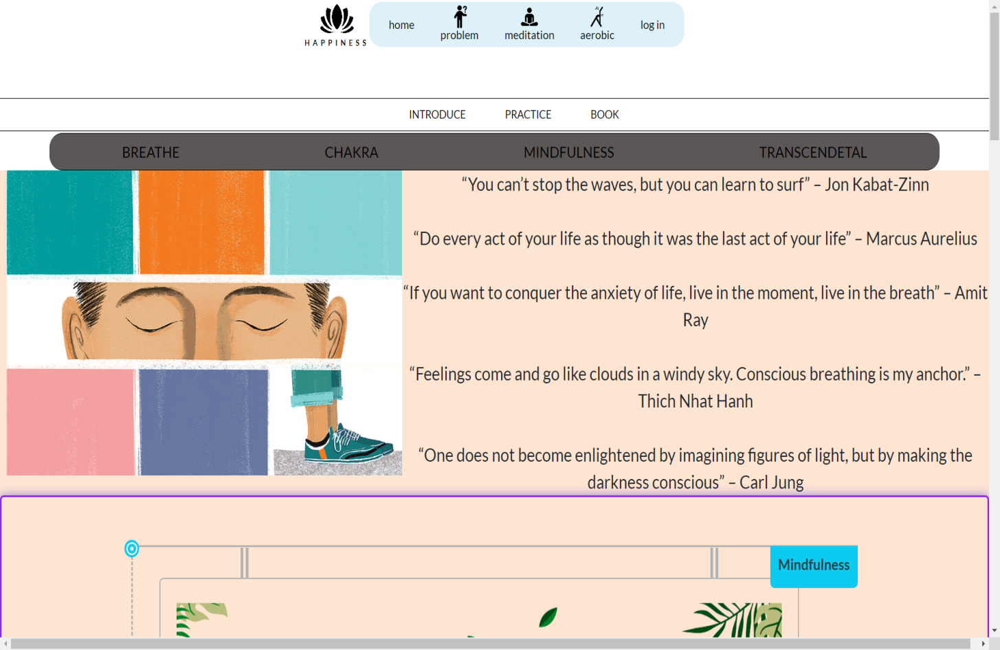 HAPPINESS
home
problem
meditation
aerobic
log in
INTRODUCE
PRACTICE
BOOK
BREATHE
CHAKRA
MINDFULNESS
TRANSCENDETAL
“You can’t stop the waves, but you can learn to surf” – Jon Kabat-Zinn
“Do every act of your life as though it was the last act of your life” – Marcus Aurelius
“If you want to conquer the anxiety of life, live in the moment, live in the breath” – Amit
Ray
“Feelings come and go like clouds in a windy sky. Conscious breathing is my anchor.” –
Thich Nhat Hanh
“One does not become enlightened by imagining figures of light, but by making the
darkness conscious” – Carl Jung
Mindfulness